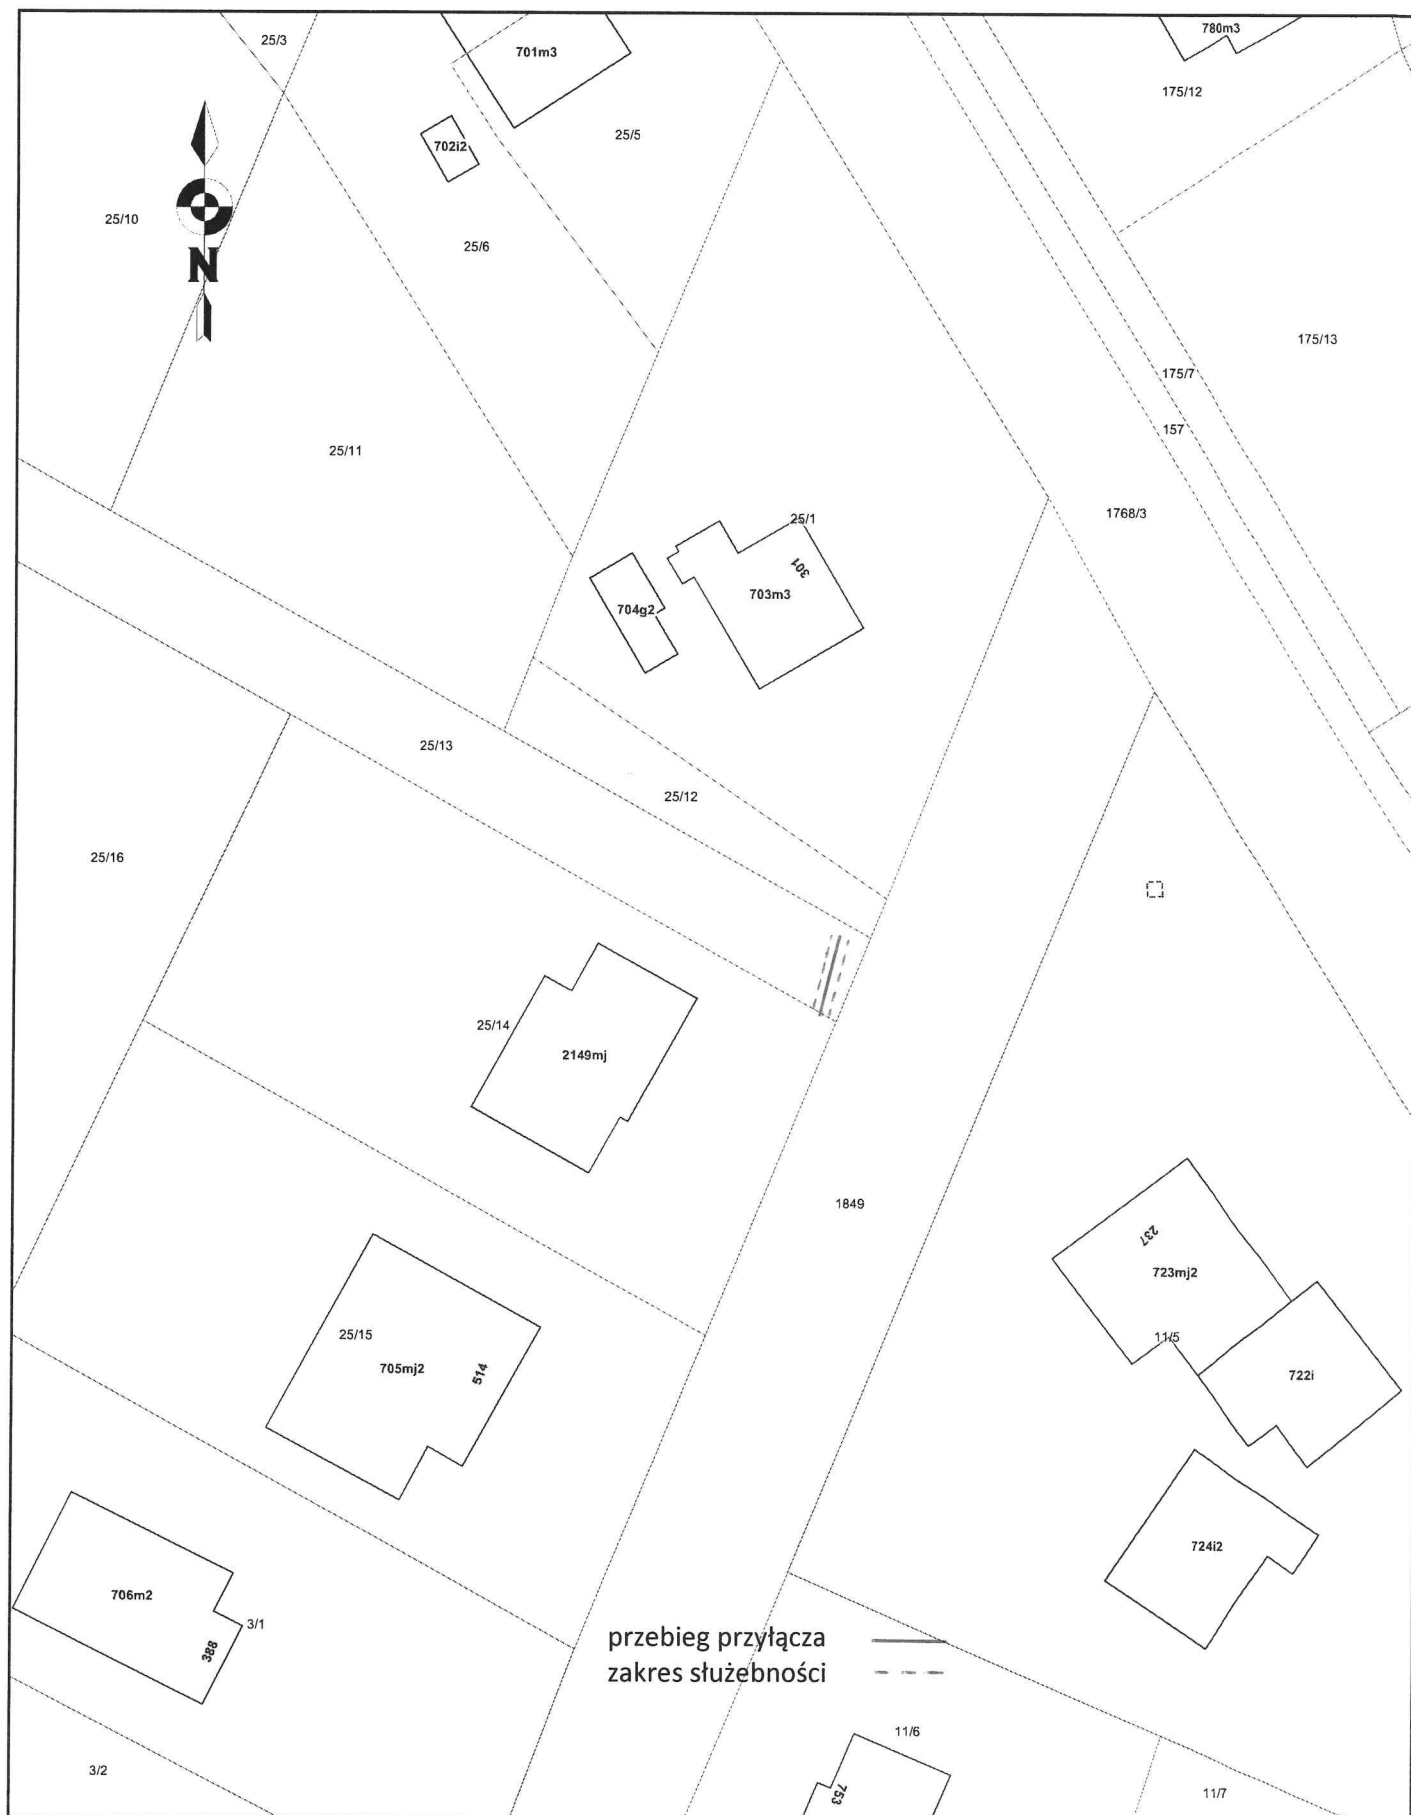 780m3
25/3
701m3
175/12
25/5
702i2
25/10
25/6
N
175/13
175/7
157
25/11
1768/3
25/1
301
703m3
704g2
25/13
25/12
25/16
25/14
2149mj
1849
237
723mj2
25/15
11/5
705mj2
514
722i
724i2
706m2
3/1
388
przebieg przyłącza
zakres służebności
11/6
3/2
753
11/7